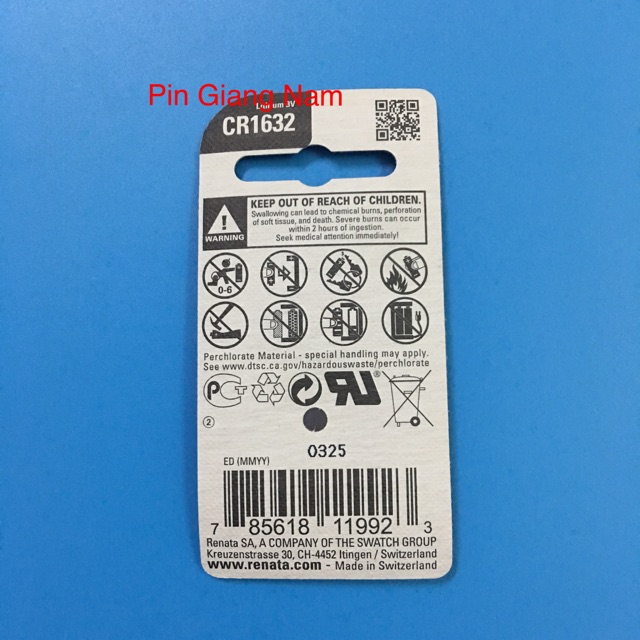 Pin Giang Nam
Lithium 3V
CR1632
KEEP OUT OF REACH OF CHILDREN.
Swallowing can lead to chemical burns, perforation
of soft tissue, and death. Severe burns can occur
within 2 hours of ingestion.
Seek medical attention immediately!
WARNING
0-6
Perchlorate Material - special handling may apply.
See www.dtsc.ca.gov/hazardouswaste/perchlorate
2
0325
ED (MMYY)
7 85618 11992 3
Renata SA, A COMPANY OF THE SWATCH GROUP
Kreuzenstrasse 30, CH-4452 Itingen / Switzerland
www.renata.com - Made in Switzerland